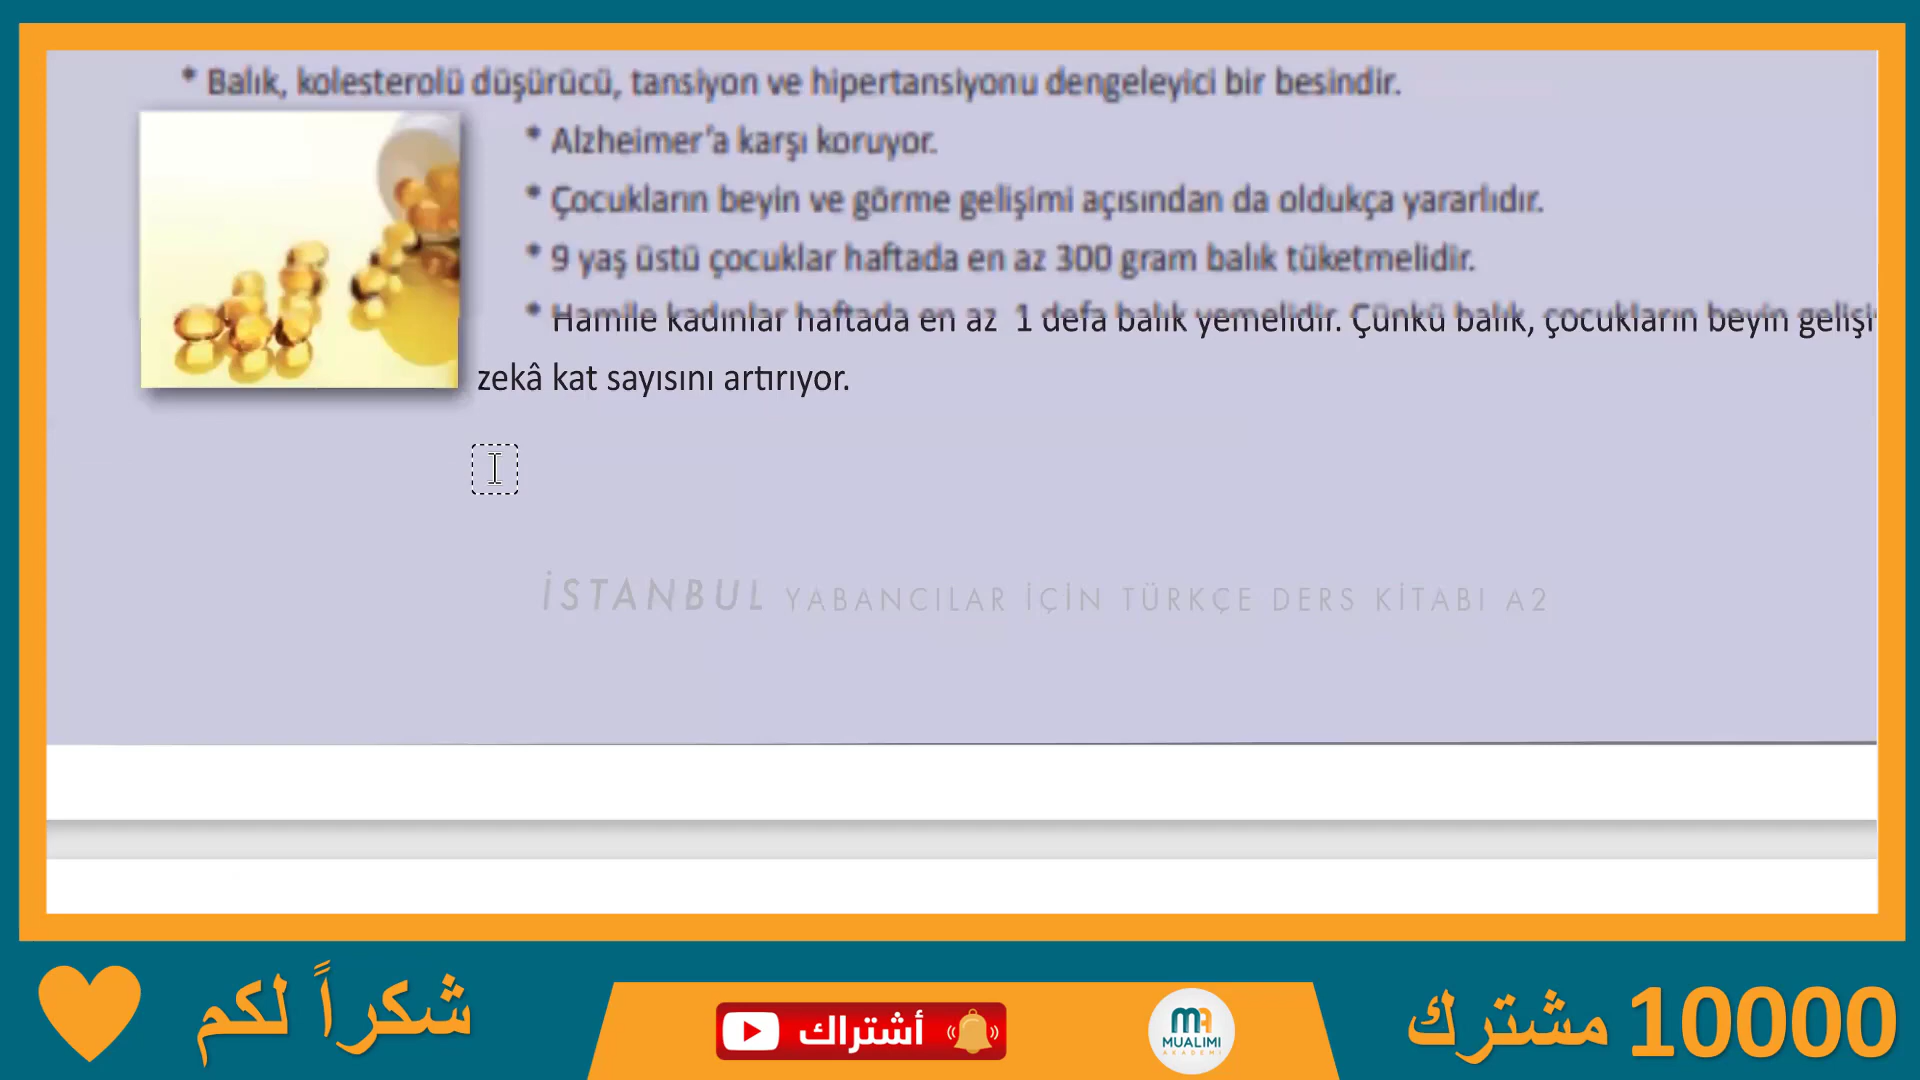 * Balık, kolesterolü düşürücü, tansiyon ve hipertansiyonu dengeleyici bir besindir.
* Alzheimer'a karşı koruyor.
* Çocukların beyin ve görme gelişimi açısından da oldukça yararlıdır.
* 9 yaş üstü çocuklar haftada en az 300 gram balık tüketmelidir.
* Hamile kadınlar haftada en az 1 defa balık yemelidir. Çünkü balık, çocukların beyin
zekâ kat sayısını artırıyor.
İSTANBUL YABANCILAR İÇİN TÜRKÇE DERS KİTABI A2
شكراً لكم
أشتراك
MUALIMI
AKADEMI
10000 مشترك